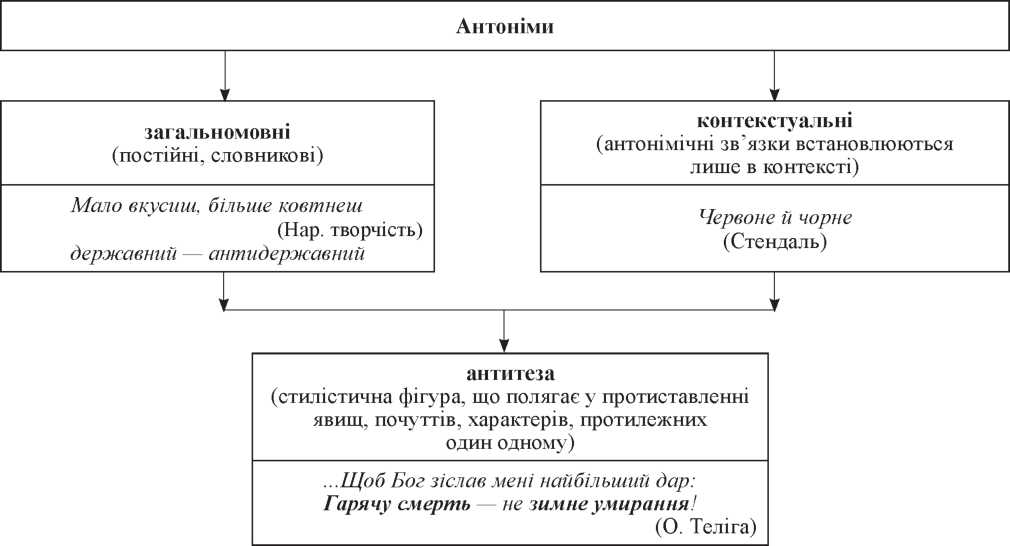 Антоніми
загальномовні
(постійні, словникові)
Мало вкусиш, більше ковтнеш
(Нар. творчість)
державний — антидержавний
контекстуальні
(антонімічні зв’язки встановлюються
лише в контексті)
Червоне й чорне
(Стендаль)
антитеза
(стилістична фігура, що полягає у протиставленні
явищ, почуттів, характерів, протилежних
один одному)
...Щоб Бог зіслав мені найбільший дар:
Гарячу смерть — не зимне умирання!
(О. Теліга)